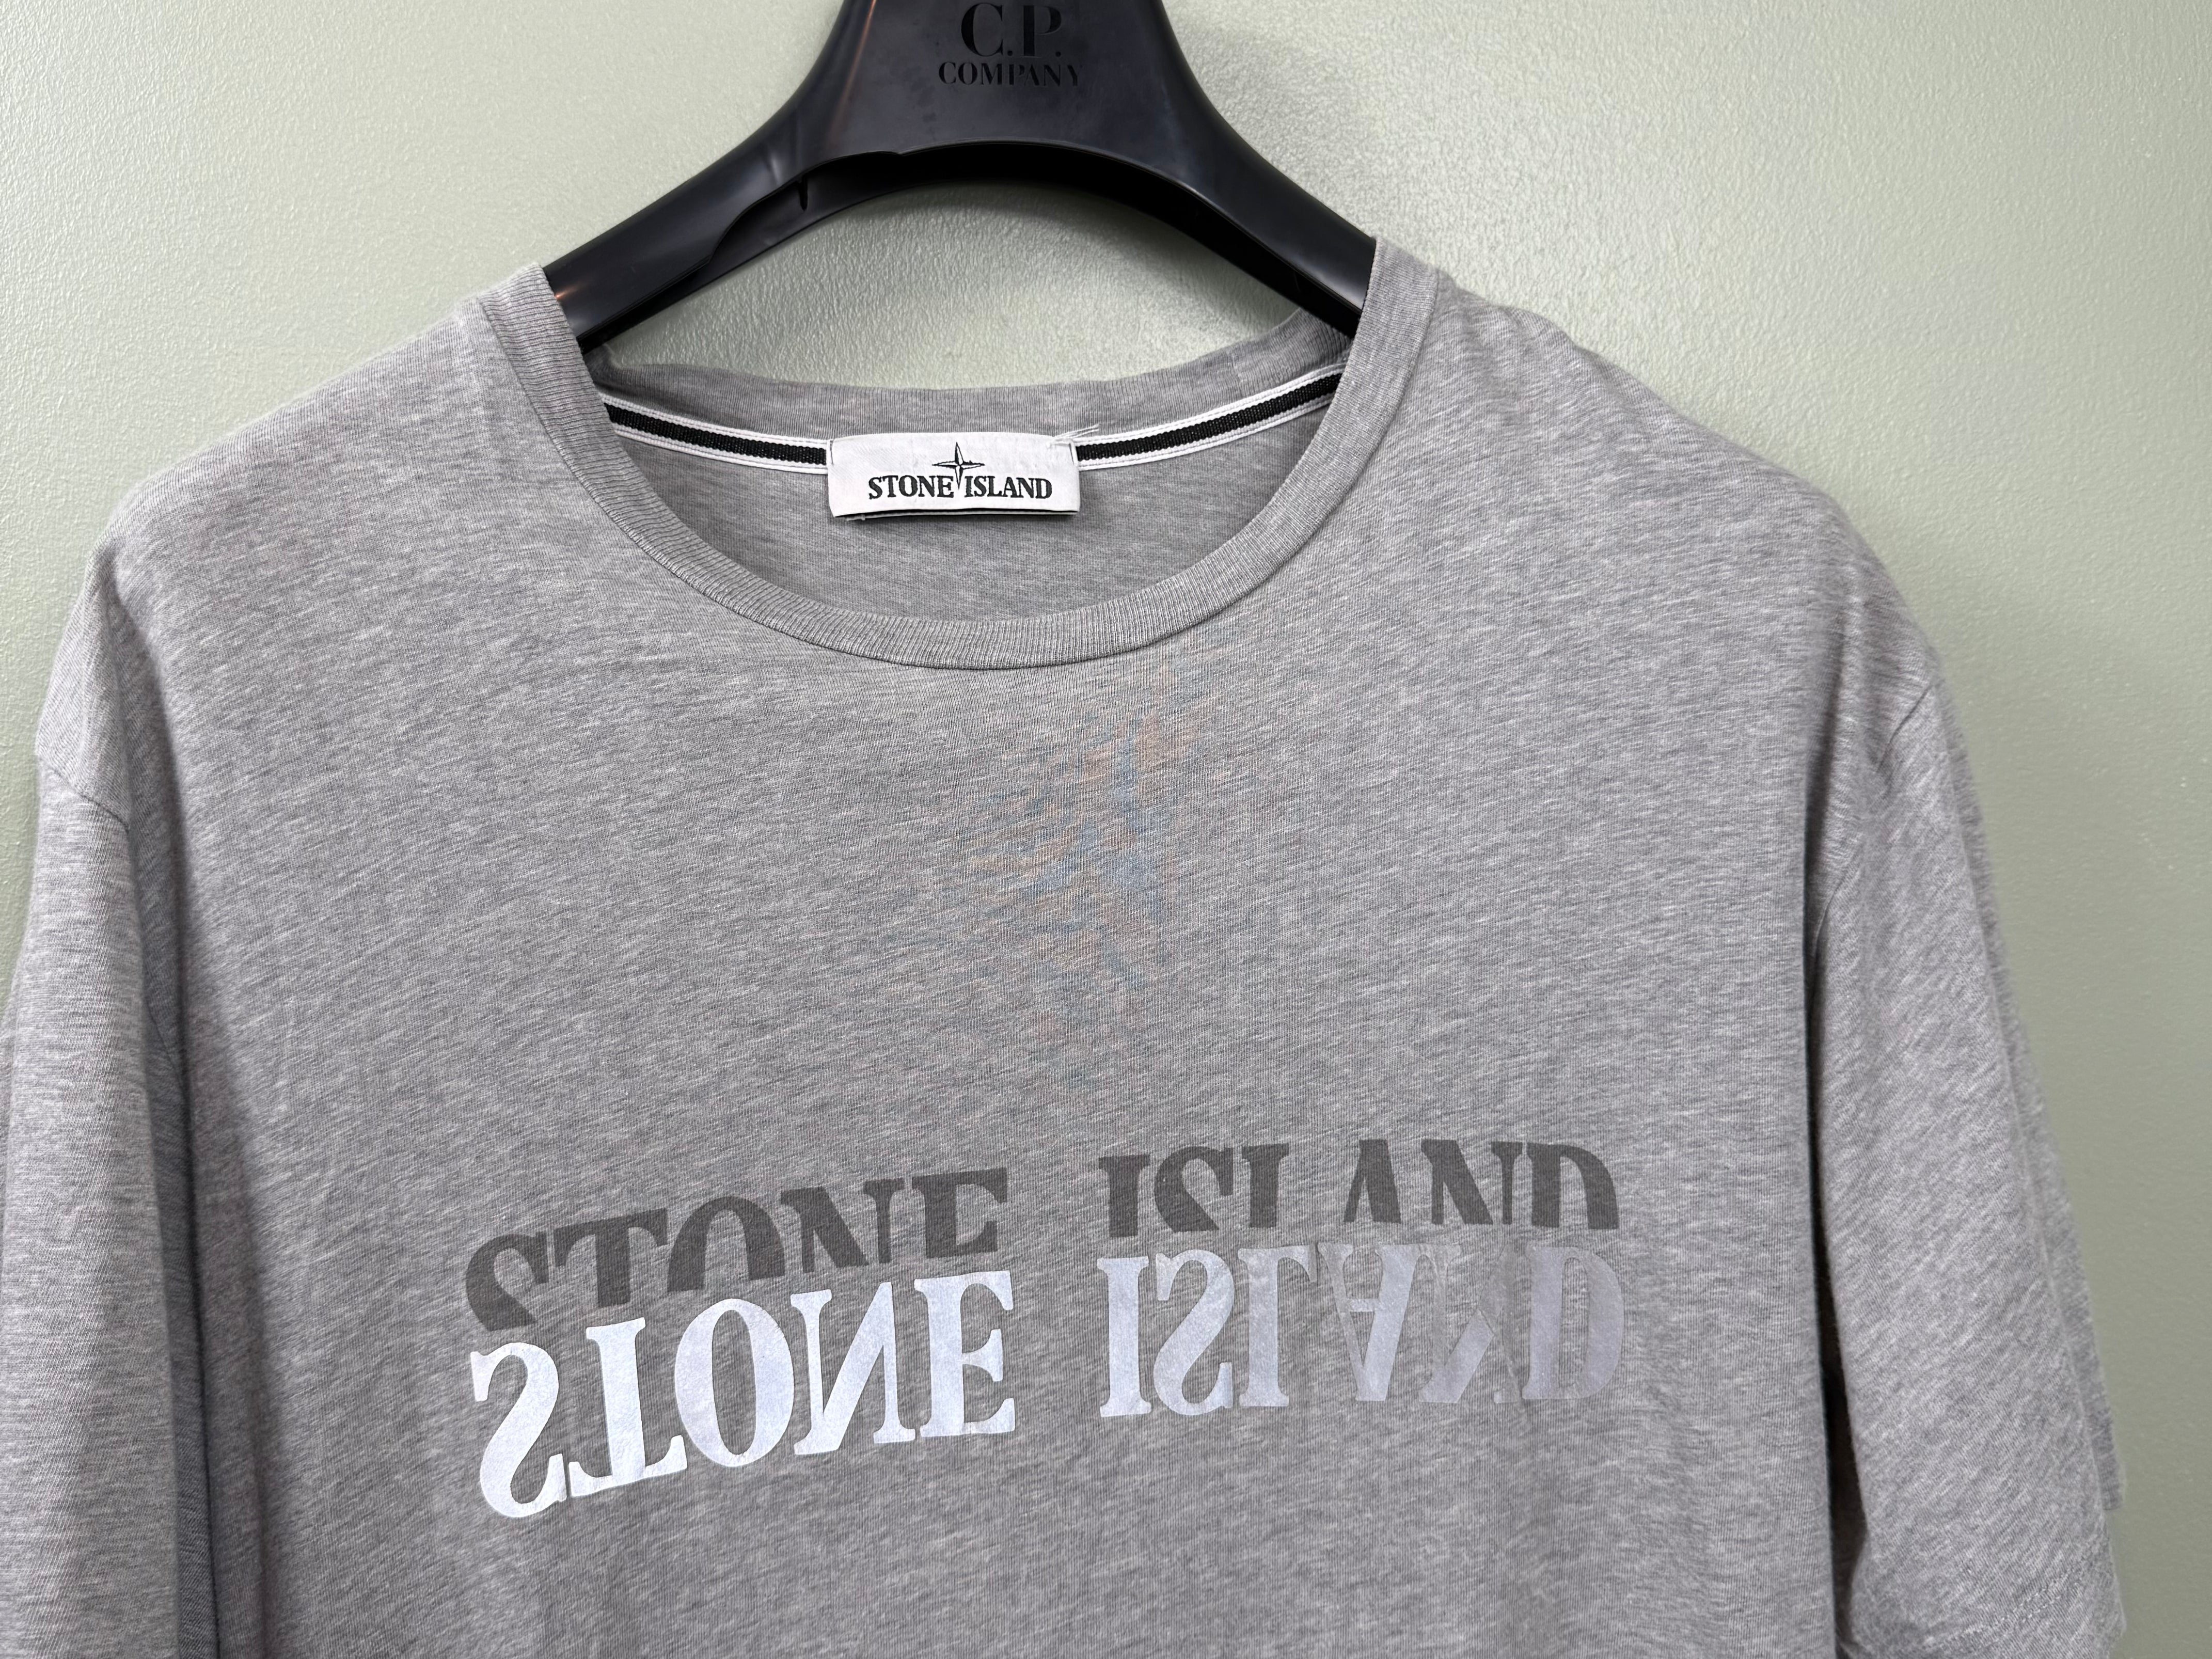 C.P.
COMPANY
STONE ISLAND
STONE ISLAND
STONE ISLAND